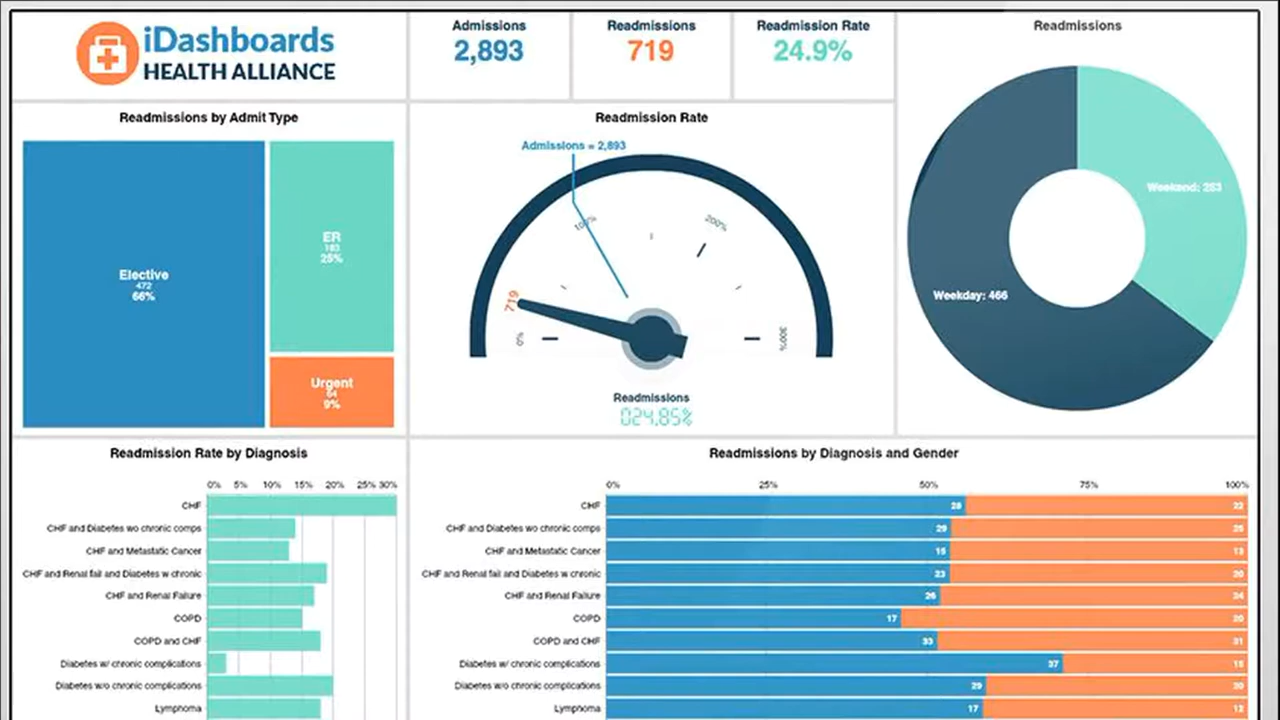 iDashboards
HEALTH ALLIANCE
Admissions
2,893
Readmissions
719
Readmission Rate
24.9%
Readmissions
Weekend: 253
Weekday: 466
Readmissions by Admit Type
Elective
472
66%
ER
183
25%
Urgent
64
9%
Readmission Rate
Admissions = 2,893
0%
719
100%
200%
300%
Readmissions
024.85%
Readmission Rate by Diagnosis
0% 5% 10% 15% 20% 25% 30%
CHF
CHF and Diabetes wo chronic comps
CHF and Metastatic Cancer
CHF and Renal fail and Diabetes w chronic
CHF and Renal Failure
COPD
COPD and CHF
Diabetes w/ chronic complications
Diabetes w/o chronic complications
Lymphoma
Readmissions by Diagnosis and Gender
0% 25% 50% 75% 100%
CHF 28 22
CHF and Diabetes wo chronic comps 29 25
CHF and Metastatic Cancer 15 13
CHF and Renal fail and Diabetes w chronic 23 20
CHF and Renal Failure 26 24
COPD 17 20
COPD and CHF 33 31
Diabetes w/ chronic complications 37 15
Diabetes w/o chronic complications 29 20
Lymphoma 17 12